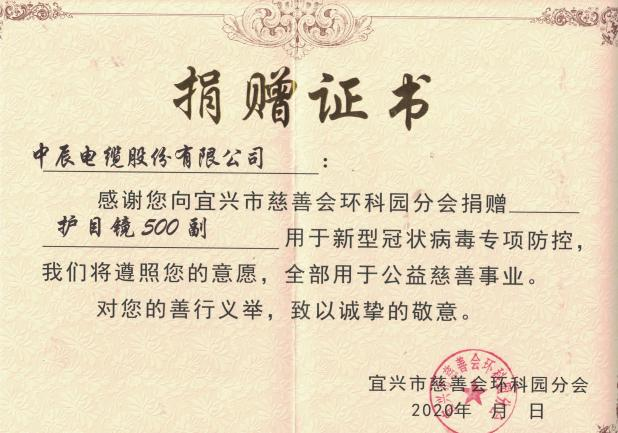 捐赠证书
中辰电缆股份有限公司：
感谢您向宜兴市慈善会环科园分会捐赠
护目镜500副用于新型冠状病毒专项防控，
我们将遵照您的意愿，全部用于公益慈善事业。
对您的善行义举，致以诚挚的敬意。
宜兴市慈善会环科园分会
2020年 月 日